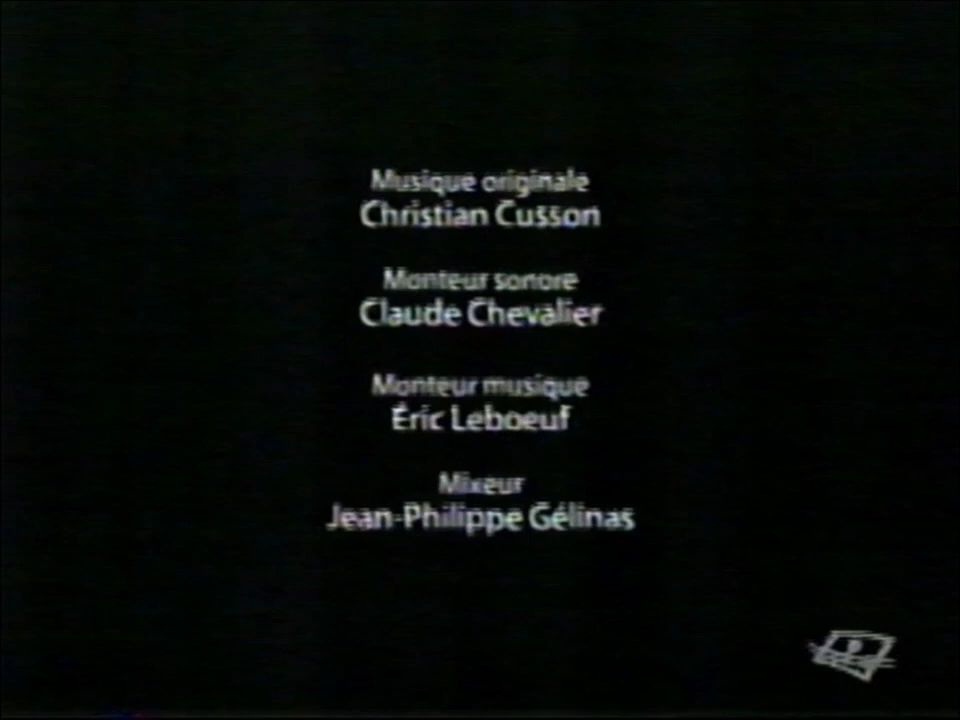 Musique originale
Christian Cusson
Monteur sonore
Claude Chevalier
Monteur musique
Éric Leboeuf
Mixeur
Jean-Philippe Gélinas